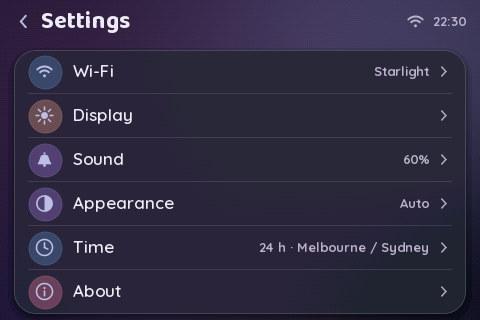 Settings 22:30
Wi-Fi Starlight
Display
Sound 60%
Appearance Auto
Time 24 h · Melbourne / Sydney
About